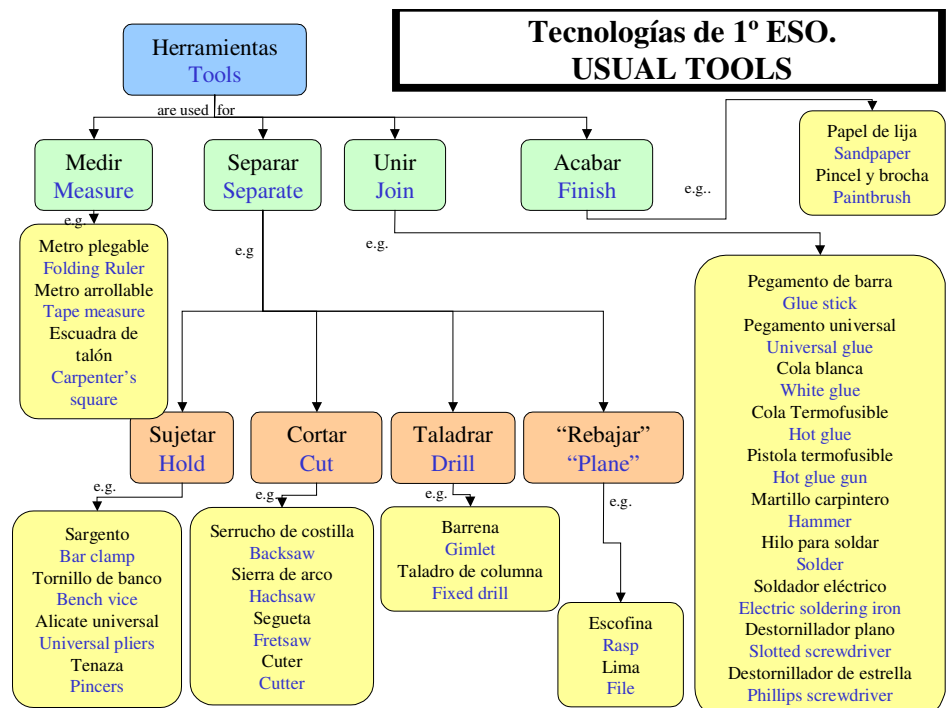 Tecnologías de 1º ESO.
USUAL TOOLS
Herramientas
Tools
are used for
Medir
Measure
Separar
Separate
Unir
Join
Acabar
Finish
e.g..
Papel de lija
Sandpaper
Pincel y brocha
Paintbrush
e.g.
Metro plegable
Folding Ruler
Metro arrollable
Tape measure
Escuadra de
talón
Carpenter’s
square
e.g
e.g.
Pegamento de barra
Glue stick
Pegamento universal
Universal glue
Cola blanca
White glue
Cola Termofusible
Hot glue
Pistola termofusible
Hot glue gun
Martillo carpintero
Hammer
Hilo para soldar
Solder
Soldador eléctrico
Electric soldering iron
Destornillador plano
Slotted screwdriver
Destornillador de estrella
Phillips screwdriver
Sujetar
Hold
Cortar
Cut
Taladrar
Drill
“Rebajar”
“Plane”
e.g.
Sargento
Bar clamp
Tornillo de banco
Bench vice
Alicate universal
Universal pliers
Tenaza
Pincers
e.g.
Serrucho de costilla
Backsaw
Sierra de arco
Hachsaw
Segueta
Fretsaw
Cuter
Cutter
e.g.
Barrena
Gimlet
Taladro de columna
Fixed drill
e.g.
Escofina
Rasp
Lima
File